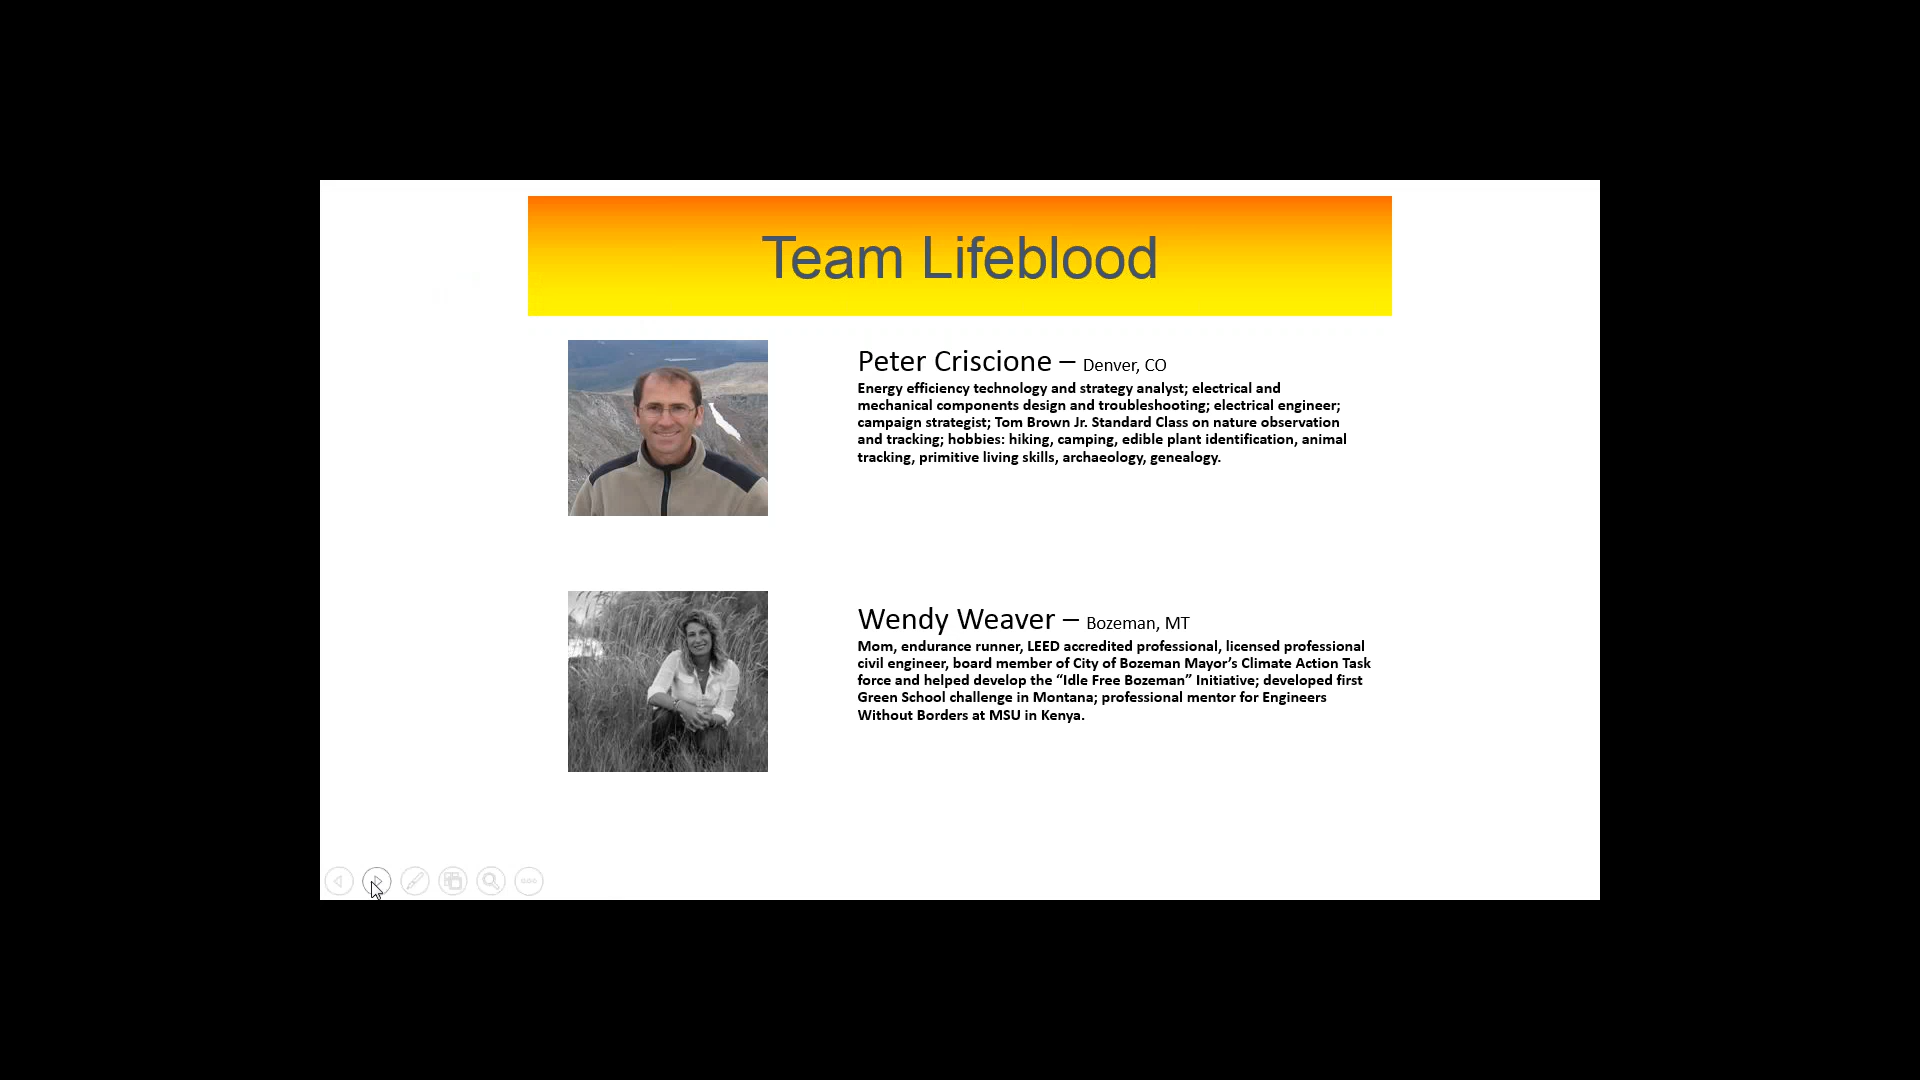 Team Lifeblood
Peter Criscione – Denver, CO
Energy efficiency technology and strategy analyst; electrical and
mechanical components design and troubleshooting; electrical engineer;
campaign strategist; Tom Brown Jr. Standard Class on nature observation
and tracking; hobbies: hiking, camping, edible plant identification, animal
tracking, primitive living skills, archaeology, genealogy.
Wendy Weaver – Bozeman, MT
Mom, endurance runner, LEED accredited professional, licensed professional
civil engineer, board member of City of Bozeman Mayor’s Climate Action Task
force and helped develop the “Idle Free Bozeman” Initiative; developed first
Green School challenge in Montana; professional mentor for Engineers
Without Borders at MSU in Kenya.